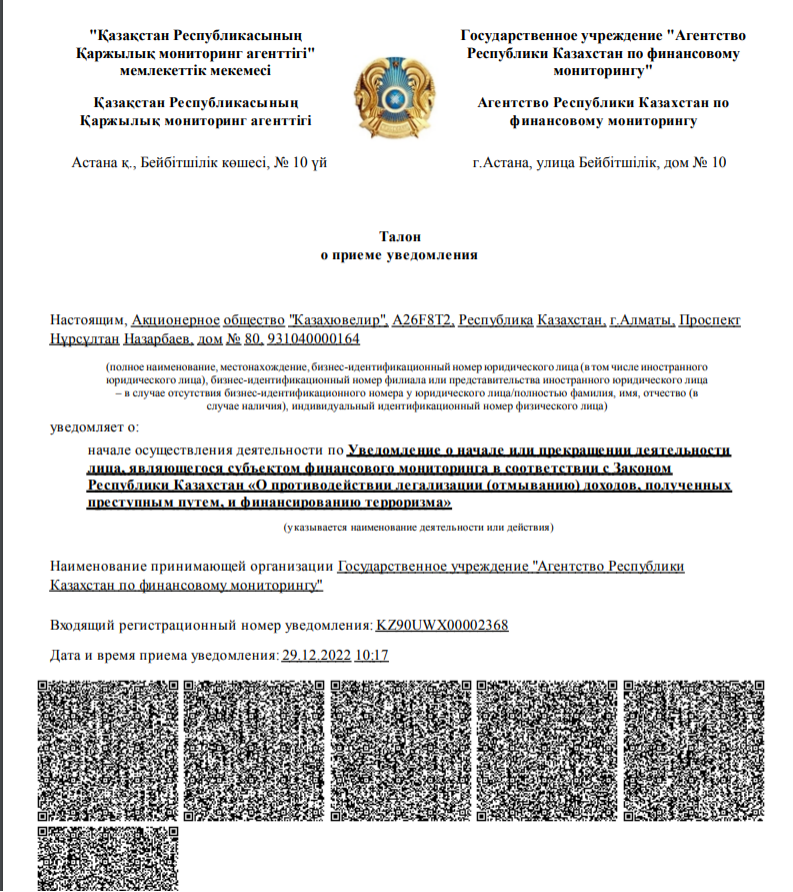 "Қазақстан Республикасының
Қаржылық мониторинг агенттігі"
мемлекеттік мекемесі
Қазақстан Республикасының
Қаржылық мониторинг агенттігі
Астана қ., Бейбітшілік көшесі, № 10 үй
Государственное учреждение "Агентство
Республики Казахстан по финансовому
мониторингу"
Агентство Республики Казахстан по
финансовому мониторингу
г.Астана, улица Бейбітшілік, дом № 10
Талон
о приеме уведомления
Настоящим, Акционерное общество "Казахювелир", A26F8T2, Республика Казахстан, г.Алматы, Проспект
Нұрсұлтан Назарбаев, дом № 80, 931040000164
(полное наименование, местонахождение, бизнес-идентификационный номер юридического лица (в том числе иностранного
юридического лица), бизнес-идентификационный номер филиала или представительства иностранного юридического лица
– в случае отсутствия бизнес-идентификационного номера у юридического лица/полностью фамилия, имя, отчество (в
случае наличия), индивидуальный идентификационный номер физического лица)
уведомляет о:
начале осуществления деятельности по Уведомление о начале или прекращении деятельности
лица, являющегося субъектом финансового мониторинга в соответствии с Законом
Республики Казахстан «О противодействии легализации (отмыванию) доходов, полученных
преступным путем, и финансированию терроризма»
(указывается наименование деятельности или действия)
Наименование принимающей организации Государственное учреждение "Агентство Республики
Казахстан по финансовому мониторингу"
Входящий регистрационный номер уведомления: KZ90UWX00002368
Дата и время приема уведомления: 29.12.2022 10:17